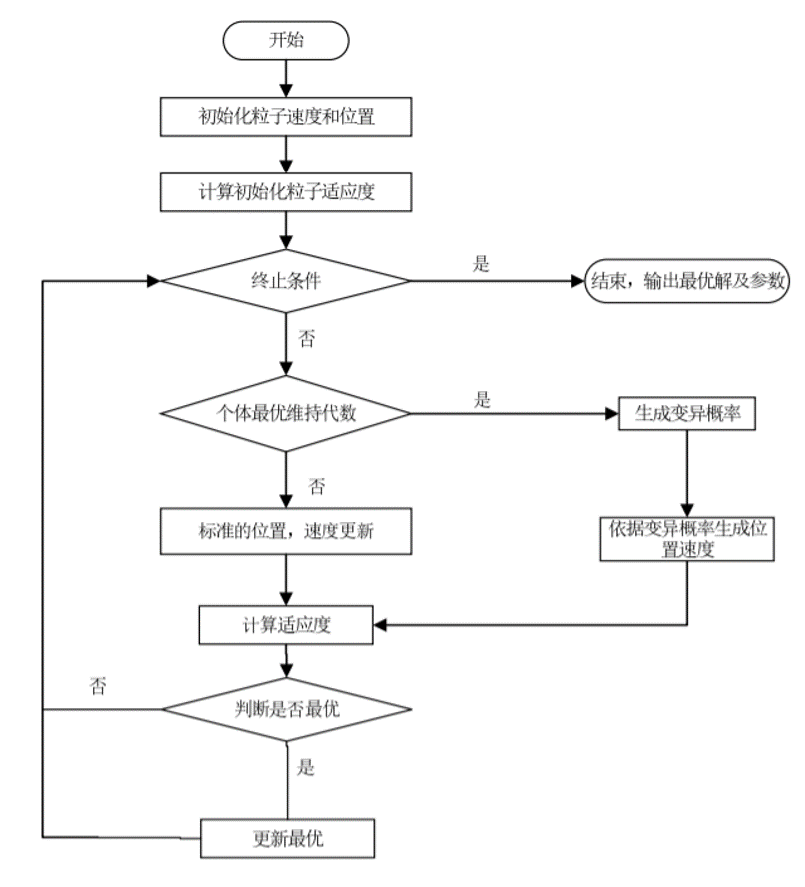 开始
初始化粒子速度和位置
计算初始化粒子适应度
终止条件
是
结束，输出最优解及参数
否
个体最优维持代数
是
生成变异概率
否
标准的位置，速度更新
依据变异概率生成位
置速度
计算适应度
否
判断是否最优
是
更新最优